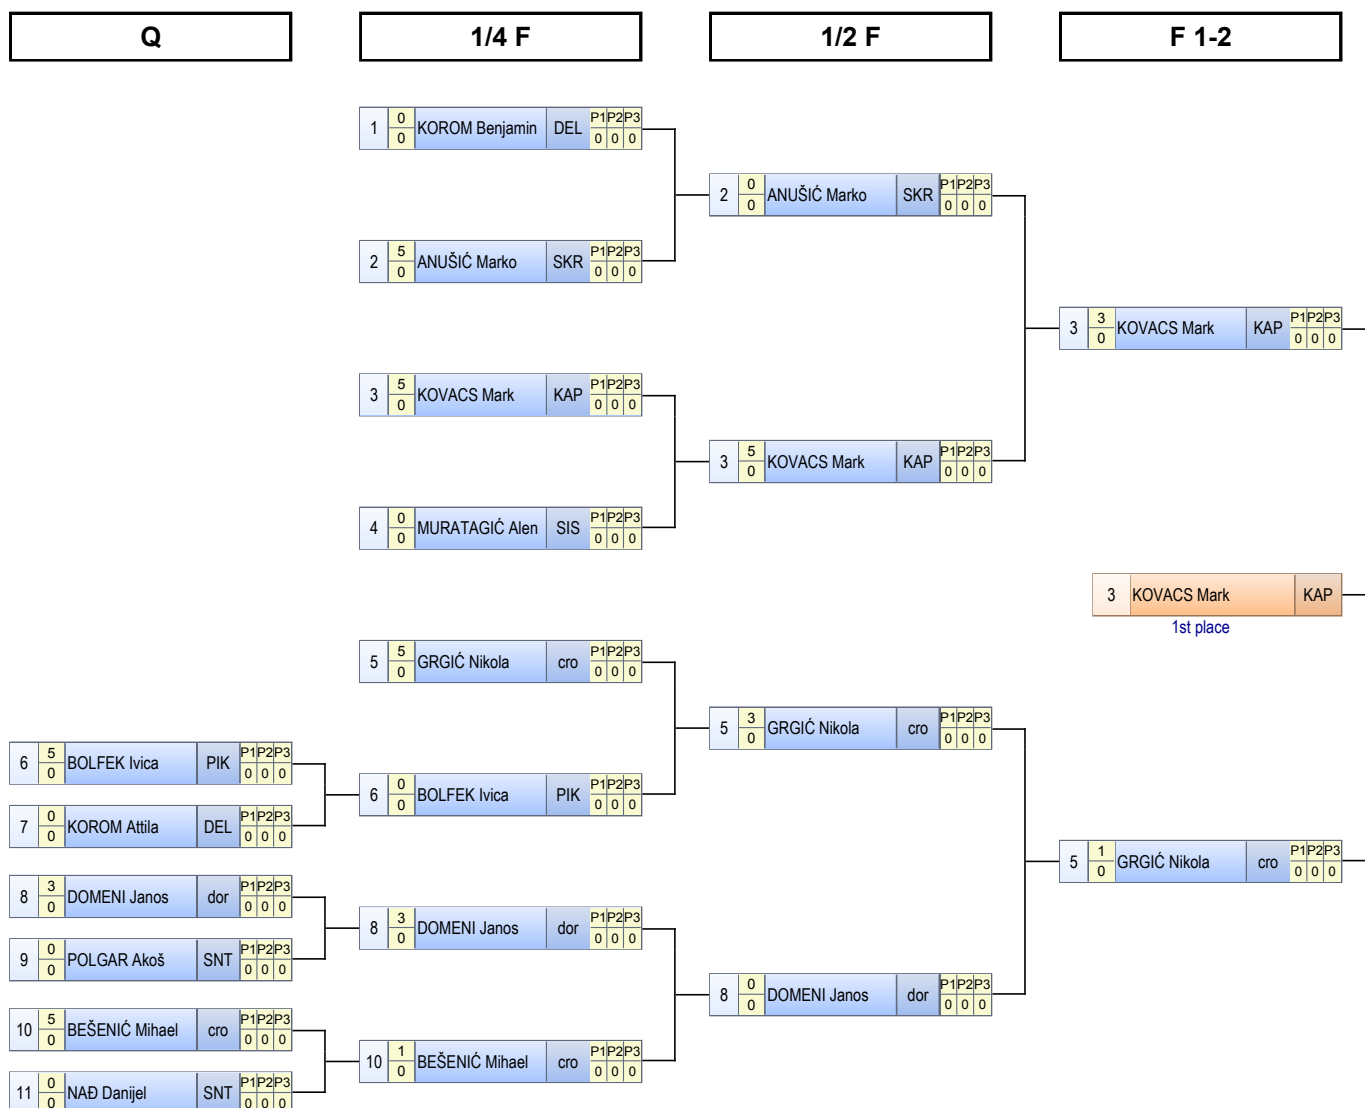 Q 1/4 F 1/2 F F 1-2
1 0 0 KOROM Benjamin DEL P1 P2 P3 0 0 0
2 5 0 ANUŠIĆ Marko SKR P1 P2 P3 0 0 0
3 5 0 KOVACS Mark KAP P1 P2 P3 0 0 0
4 0 0 MURATAGIĆ Alen SIS P1 P2 P3 0 0 0
5 5 0 GRGIĆ Nikola cro P1 P2 P3 0 0 0
6 0 0 BOLFEK Ivica PIK P1 P2 P3 0 0 0
8 3 0 DOMENI Janos dor P1 P2 P3 0 0 0
10 1 0 BEŠENIĆ Mihael cro P1 P2 P3 0 0 0
6 5 0 BOLFEK Ivica PIK P1 P2 P3 0 0 0
7 0 0 KOROM Attila DEL P1 P2 P3 0 0 0
8 3 0 DOMENI Janos dor P1 P2 P3 0 0 0
9 0 0 POLGAR Akoš SNT P1 P2 P3 0 0 0
10 5 0 BEŠENIĆ Mihael cro P1 P2 P3 0 0 0
11 0 0 NAĐ Danijel SNT P1 P2 P3 0 0 0
2 0 0 ANUŠIĆ Marko SKR P1 P2 P3 0 0 0
3 5 0 KOVACS Mark KAP P1 P2 P3 0 0 0
5 3 0 GRGIĆ Nikola cro P1 P2 P3 0 0 0
8 0 0 DOMENI Janos dor P1 P2 P3 0 0 0
3 3 0 KOVACS Mark KAP P1 P2 P3 0 0 0
3 KOVACS Mark KAP
1st place
5 1 0 GRGIĆ Nikola cro P1 P2 P3 0 0 0